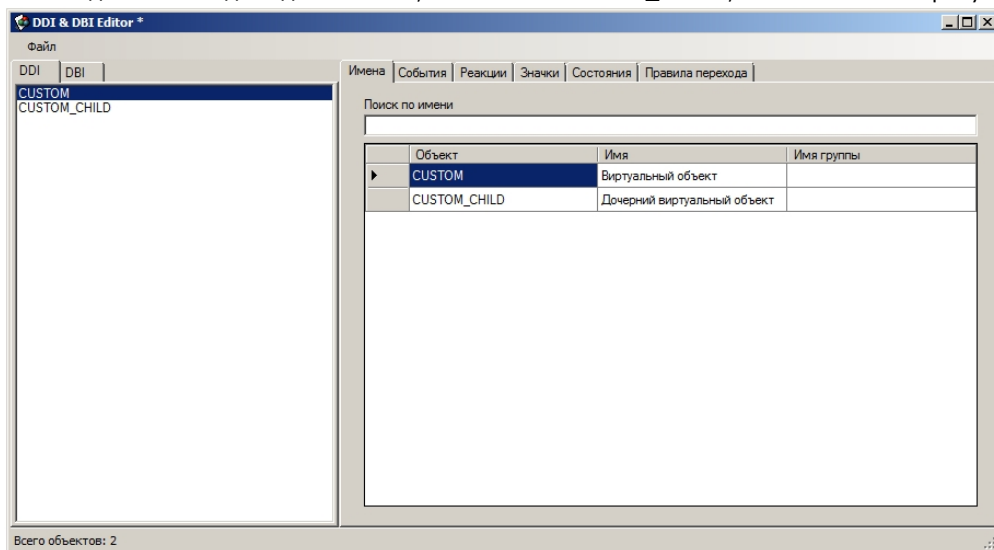 DDI & DBI Editor *
Файл
DDI DBI
CUSTOM
CUSTOM_CHILD
Имена События Реакции Значки Состояния Правила перехода
Поиск по имени
Объект Имя Имя группы
CUSTOM Виртуальный объект
CUSTOM_CHILD Дочерний виртуальный объект
Всего объектов: 2